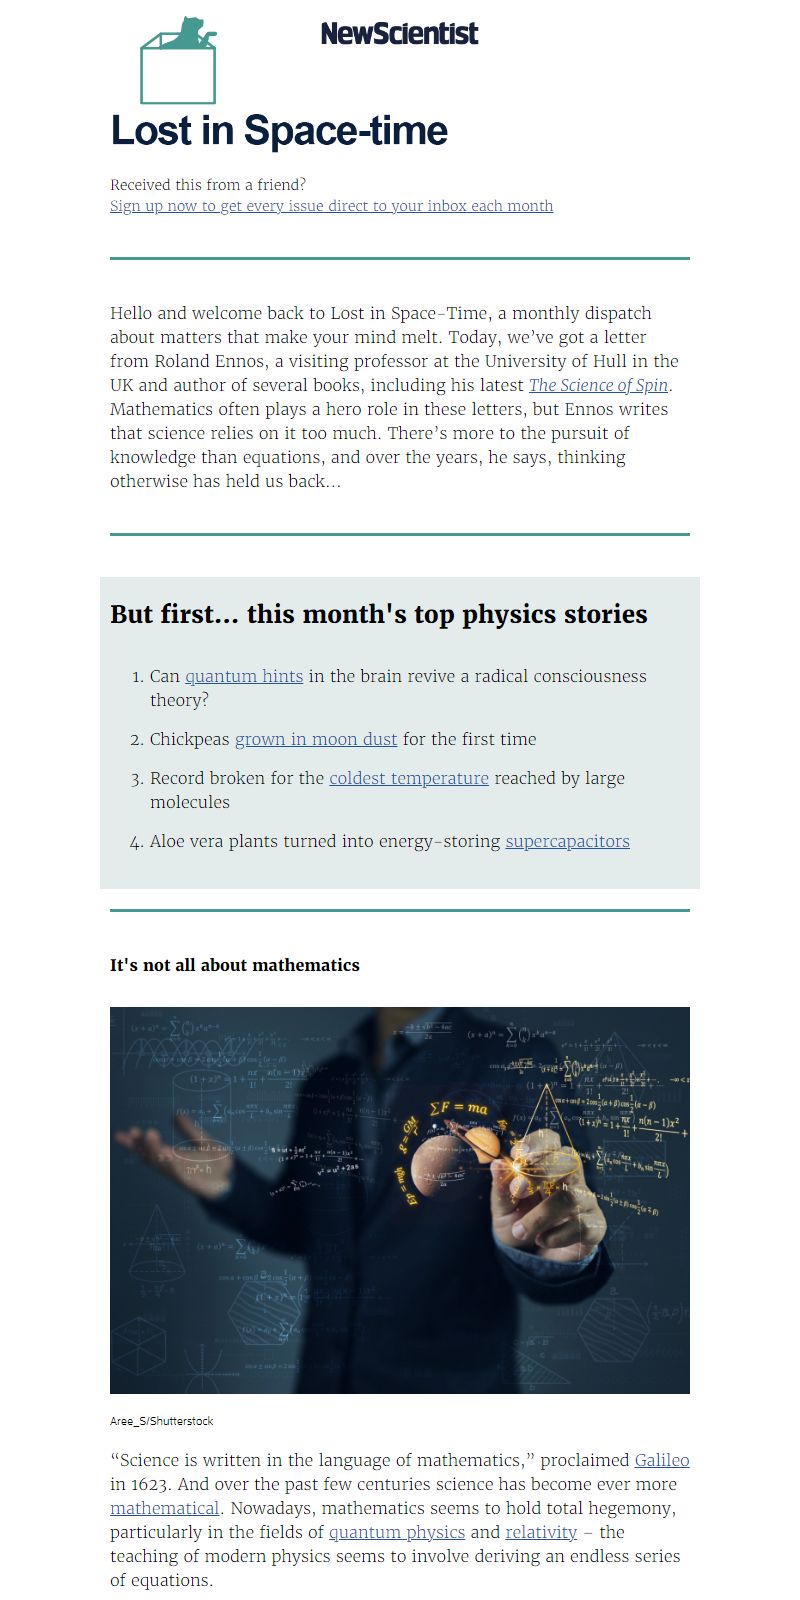 NewScientist
Lost in Space-time
Received this from a friend?
Sign up now to get every issue direct to your inbox each month
Hello and welcome back to Lost in Space-Time, a monthly dispatch
about matters that make your mind melt. Today, we’ve got a letter
from Roland Ennos, a visiting professor at the University of Hull in the
UK and author of several books, including his latest The Science of Spin.
Mathematics often plays a hero role in these letters, but Ennos writes
that science relies on it too much. There’s more to the pursuit of
knowledge than equations, and over the years, he says, thinking
otherwise has held us back...
But first... this month's top physics stories
1. Can quantum hints in the brain revive a radical consciousness
theory?
2. Chickpeas grown in moon dust for the first time
3. Record broken for the coldest temperature reached by large
molecules
4. Aloe vera plants turned into energy-storing supercapacitors
It's not all about mathematics
ΣF = ma
Aree_S/Shutterstock
“Science is written in the language of mathematics,” proclaimed Galileo
in 1623. And over the past few centuries science has become ever more
mathematical. Nowadays, mathematics seems to hold total hegemony,
particularly in the fields of quantum physics and relativity – the
teaching of modern physics seems to involve deriving an endless series
of equations.